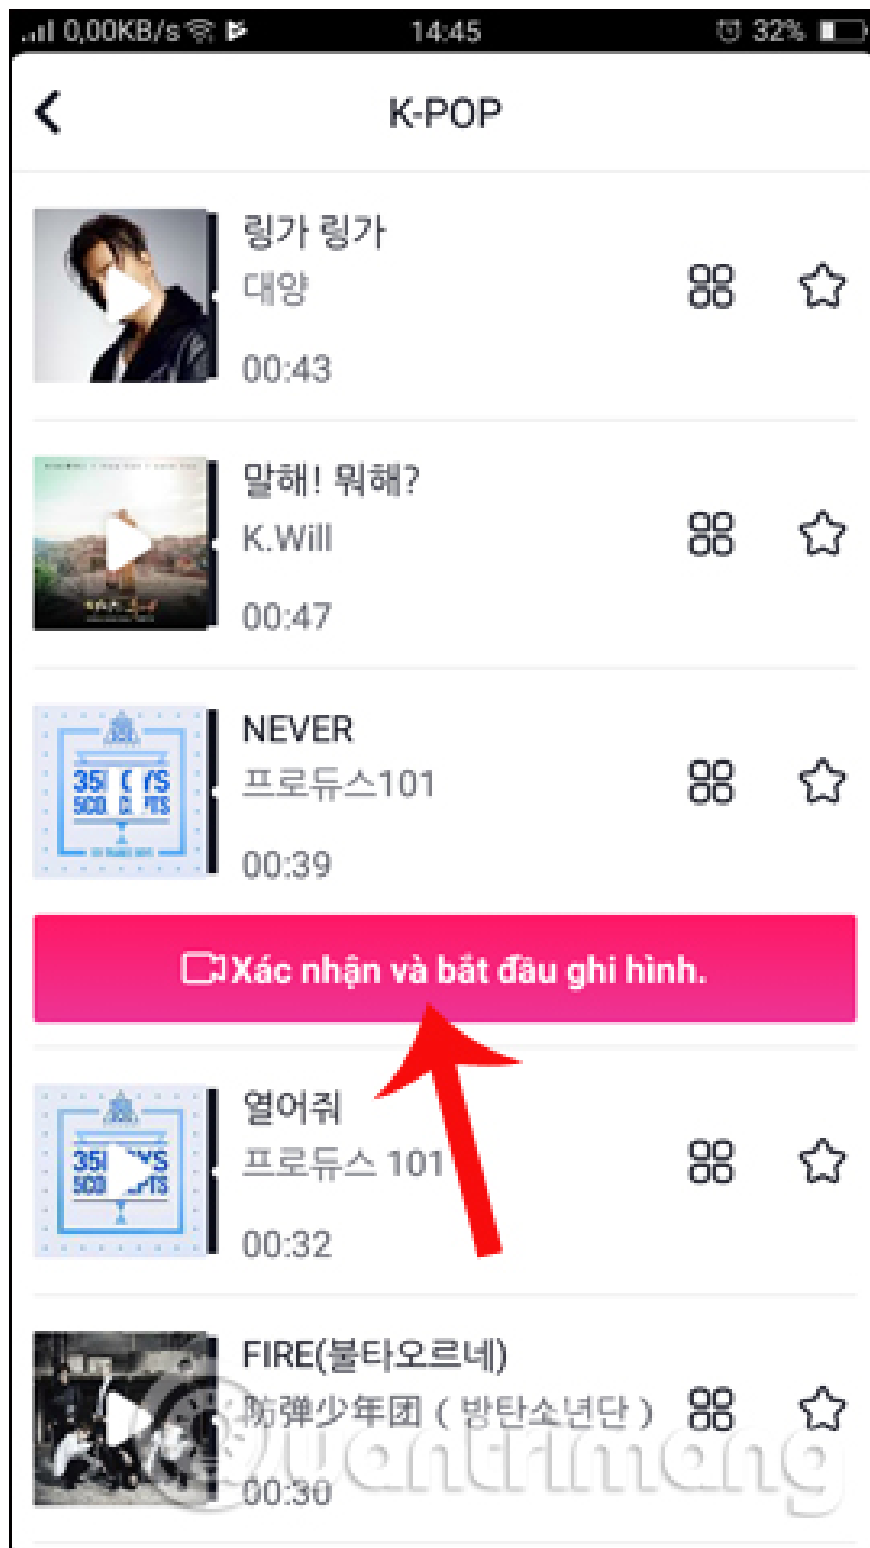 0,00KB/s 14:45 32%
K-POP
링가 링가
대양
00:43
말해! 뭐해?
K.Will
00:47
NEVER
프로듀스101
00:39
Xác nhận và bắt đầu ghi hình.
열어줘
프로듀스 101
00:32
FIRE(불타오르네)
防弹少年团 ( 방탄소년단 )
00:30
Quantrimang